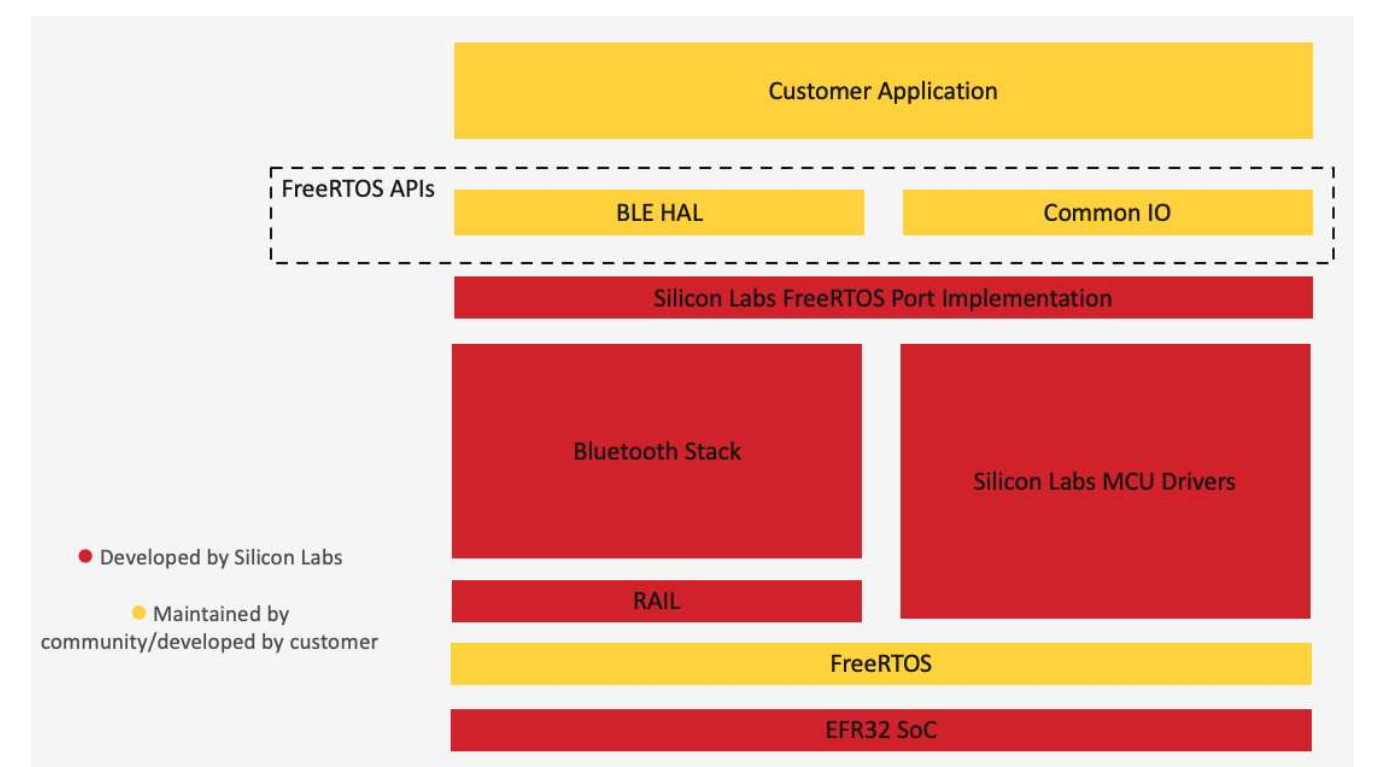 Customer Application
FreeRTOS APIs
BLE HAL
Common IO
Silicon Labs FreeRTOS Port Implementation
Bluetooth Stack
Silicon Labs MCU Drivers
Developed by Silicon Labs
RAIL
Maintained by
community/developed by customer
FreeRTOS
EFR32 SoC